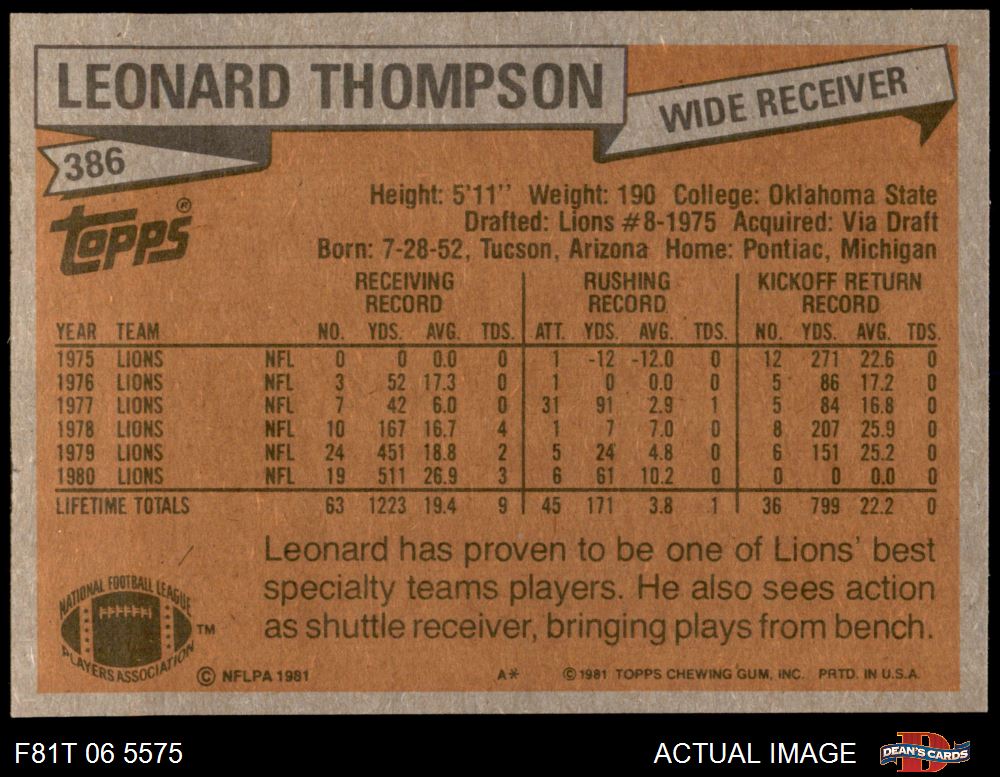 LEONARD THOMPSON
WIDE RECEIVER
386
Topps®
Height: 5'11'' Weight: 190 College: Oklahoma State
Drafted: Lions #8-1975 Acquired: Via Draft
Born: 7-28-52, Tucson, Arizona Home: Pontiac, Michigan
RECEIVING RECORD RUSHING RECORD KICKOFF RETURN RECORD
YEAR TEAM NO. YDS. AVG. TDS. ATT. YDS. AVG. TDS. NO. YDS. AVG. TDS.
1975 LIONS NFL 0 0 0.0 0 1 -12 -12.0 0 12 271 22.6 0
1976 LIONS NFL 3 52 17.3 0 1 0 0.0 0 5 86 17.2 0
1977 LIONS NFL 7 42 6.0 0 31 91 2.9 1 5 84 16.8 0
1978 LIONS NFL 10 167 16.7 4 1 7 7.0 0 8 207 25.9 0
1979 LIONS NFL 24 451 18.8 2 5 24 4.8 0 6 151 25.2 0
1980 LIONS NFL 19 511 26.9 3 6 61 10.2 0 0 0 0.0 0
LIFETIME TOTALS 63 1223 19.4 9 45 171 3.8 1 36 799 22.2 0
Leonard has proven to be one of Lions' best
specialty teams players. He also sees action
as shuttle receiver, bringing plays from bench.
NATIONAL FOOTBALL LEAGUE
PLAYERS ASSOCIATION
TM
© NFLPA 1981 A* © 1981 TOPPS CHEWING GUM, INC. PRTD. IN U.S.A.
F81T 06 5575 ACTUAL IMAGE DEAN'S CARDS